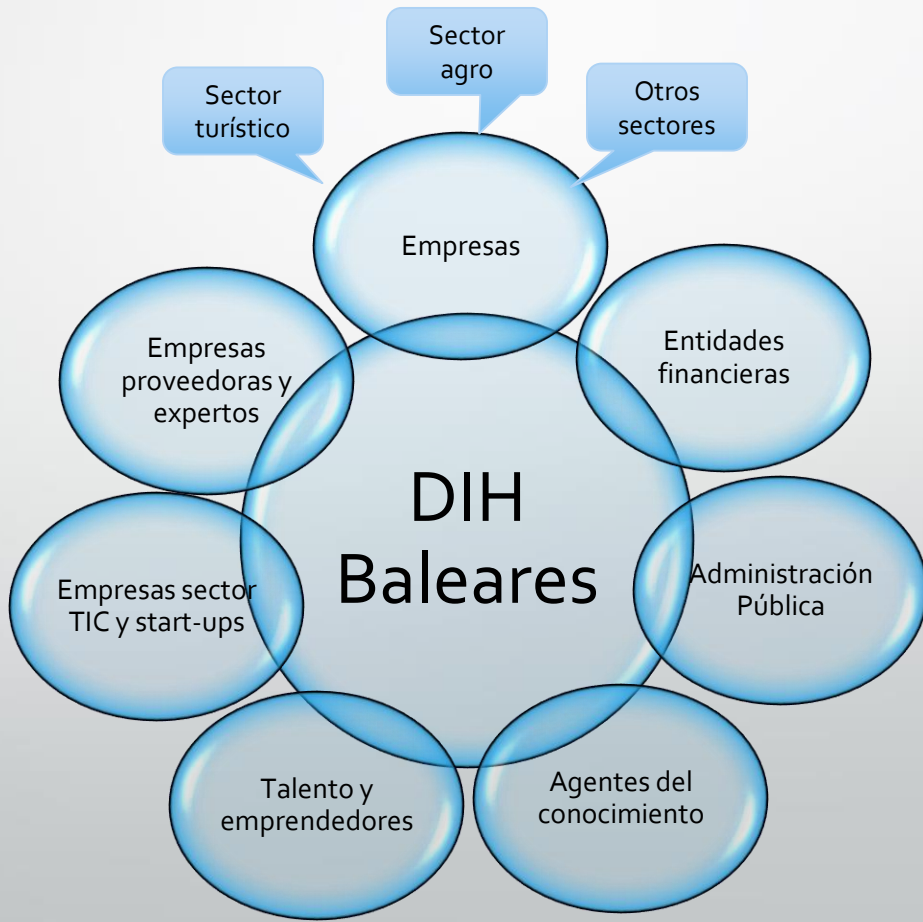 Sector
agro
Sector
turístico
Otros
sectores
Empresas
Entidades
financieras
Empresas
proveedoras y
expertos
DIH
Baleares
Administración
Pública
Empresas sector
TIC y start-ups
Agentes del
conocimiento
Talento y
emprendedores